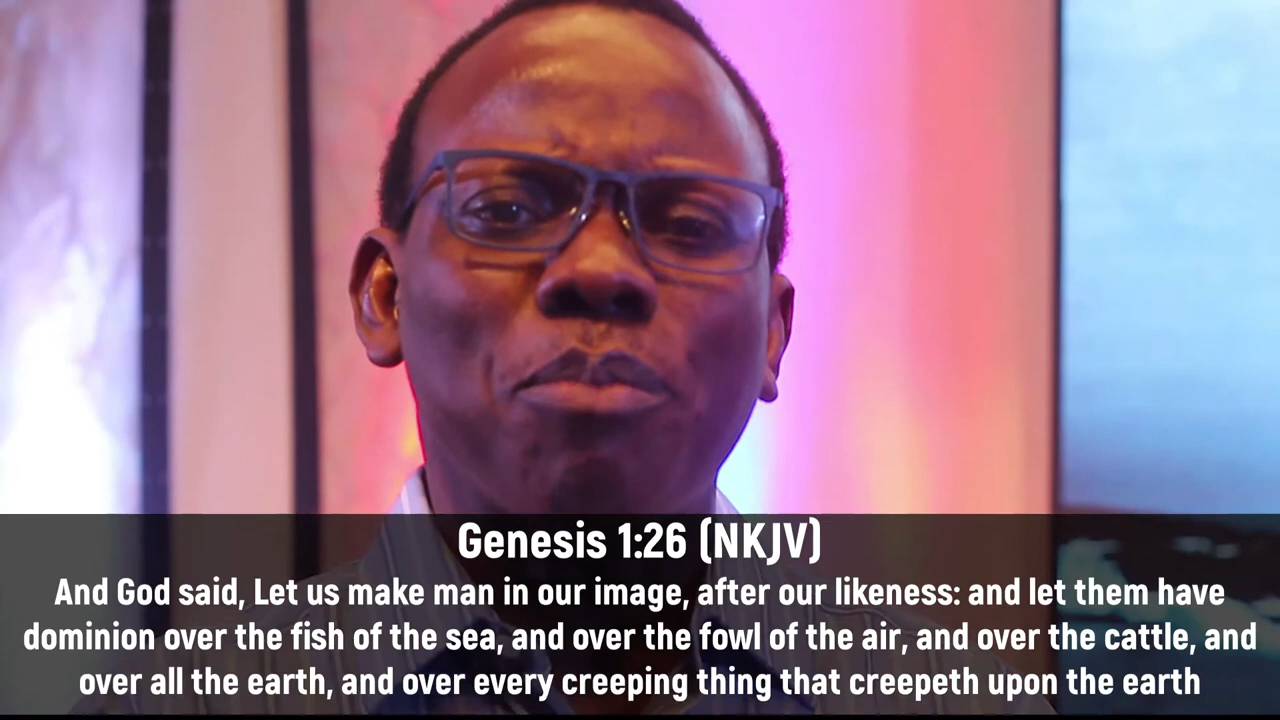 Genesis 1:26 (NKJV)
And God said, Let us make man in our image, after our likeness: and let them have
dominion over the fish of the sea, and over the fowl of the air, and over the cattle, and
over all the earth, and over every creeping thing that creepeth upon the earth